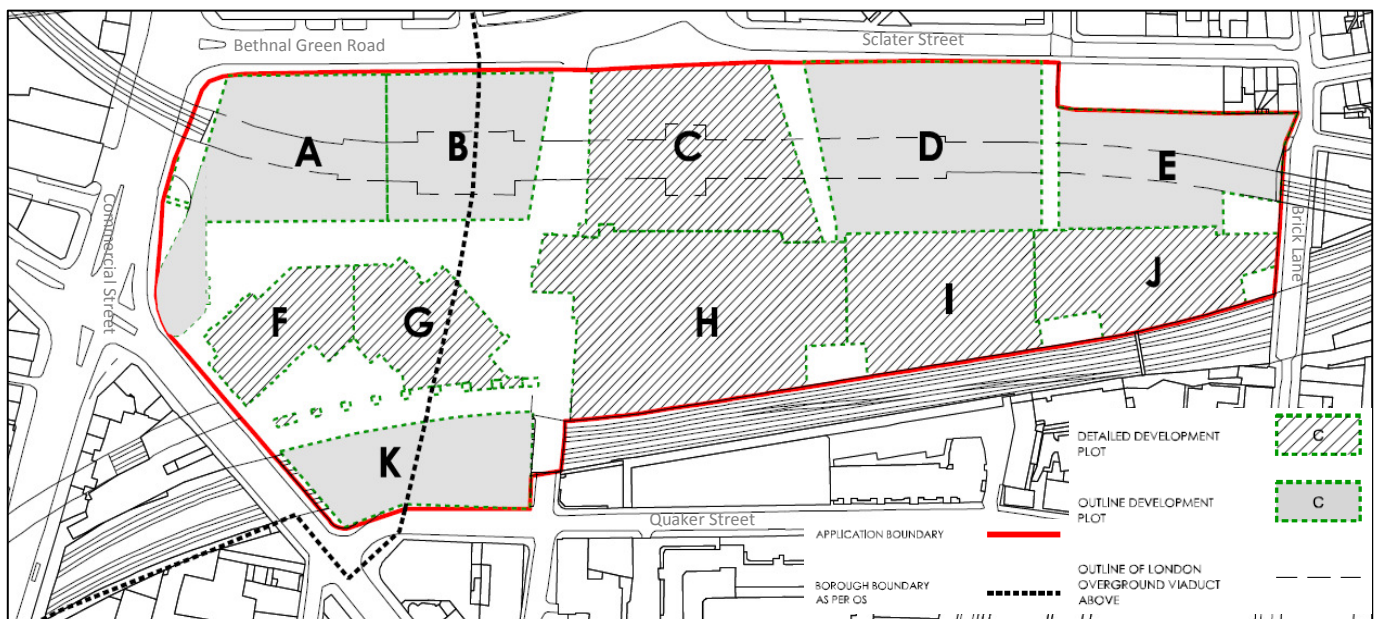 Bethnal Green Road
Sclater Street
A
B
C
D
E
Commercial Street
Brick Lane
F
G
H
I
J
K
Quaker Street
DETAILED DEVELOPMENT
PLOT
C
OUTLINE DEVELOPMENT
PLOT
C
APPLICATION BOUNDARY
BOROUGH BOUNDARY
AS PER OS
OUTLINE OF LONDON
OVERGROUND VIADUCT
ABOVE